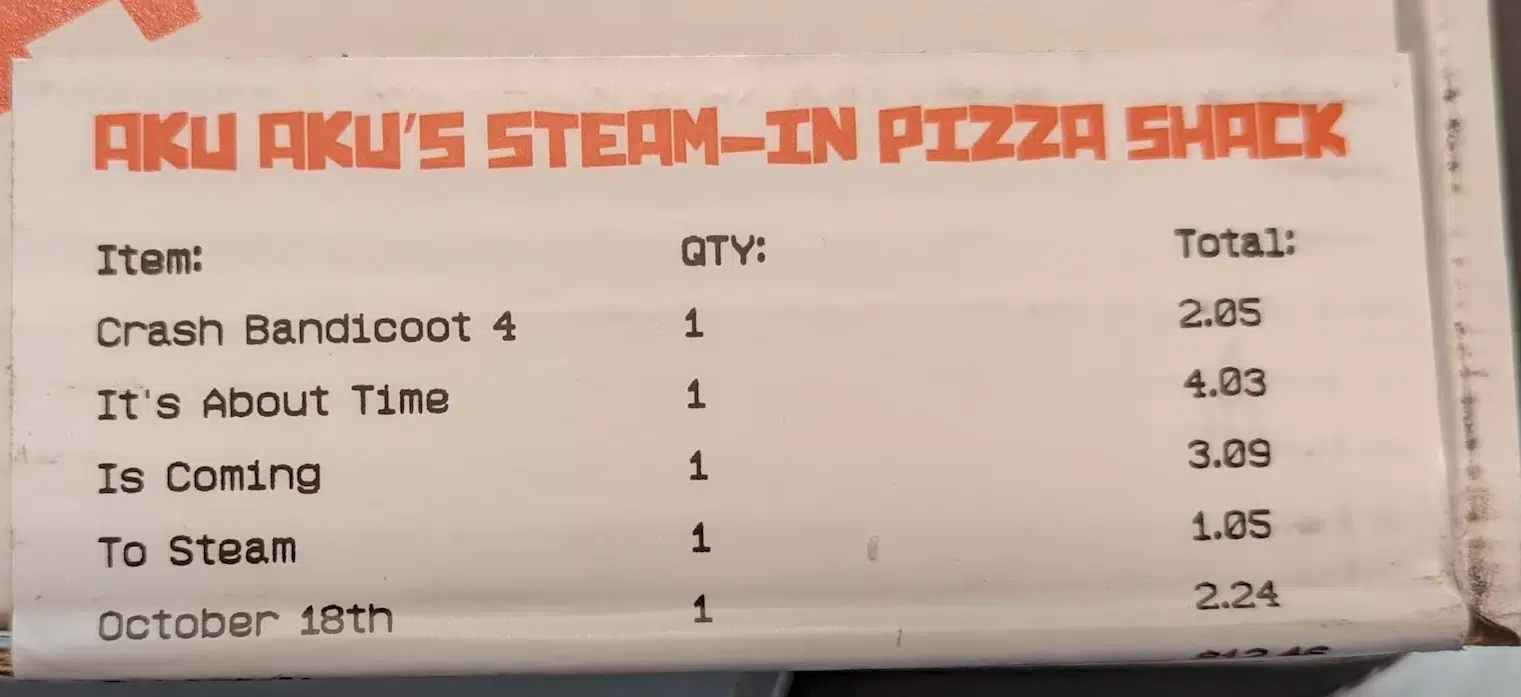 AKU AKU'S STEAM-IN PIZZA SHACK
Item: QTY: Total:
Crash Bandicoot 4 1 2.05
It's About Time 1 4.03
Is Coming 1 3.09
To Steam 1 1.05
October 18th 1 2.24